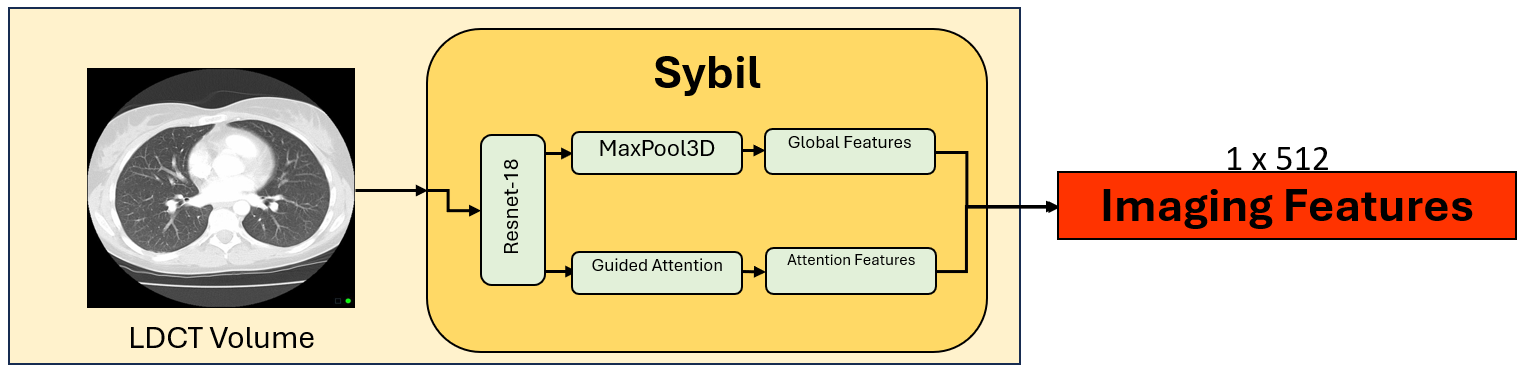 Sybil
Resnet-18
MaxPool3D
Global Features
Guided Attention
Attention Features
LDCT Volume
1 x 512
Imaging Features